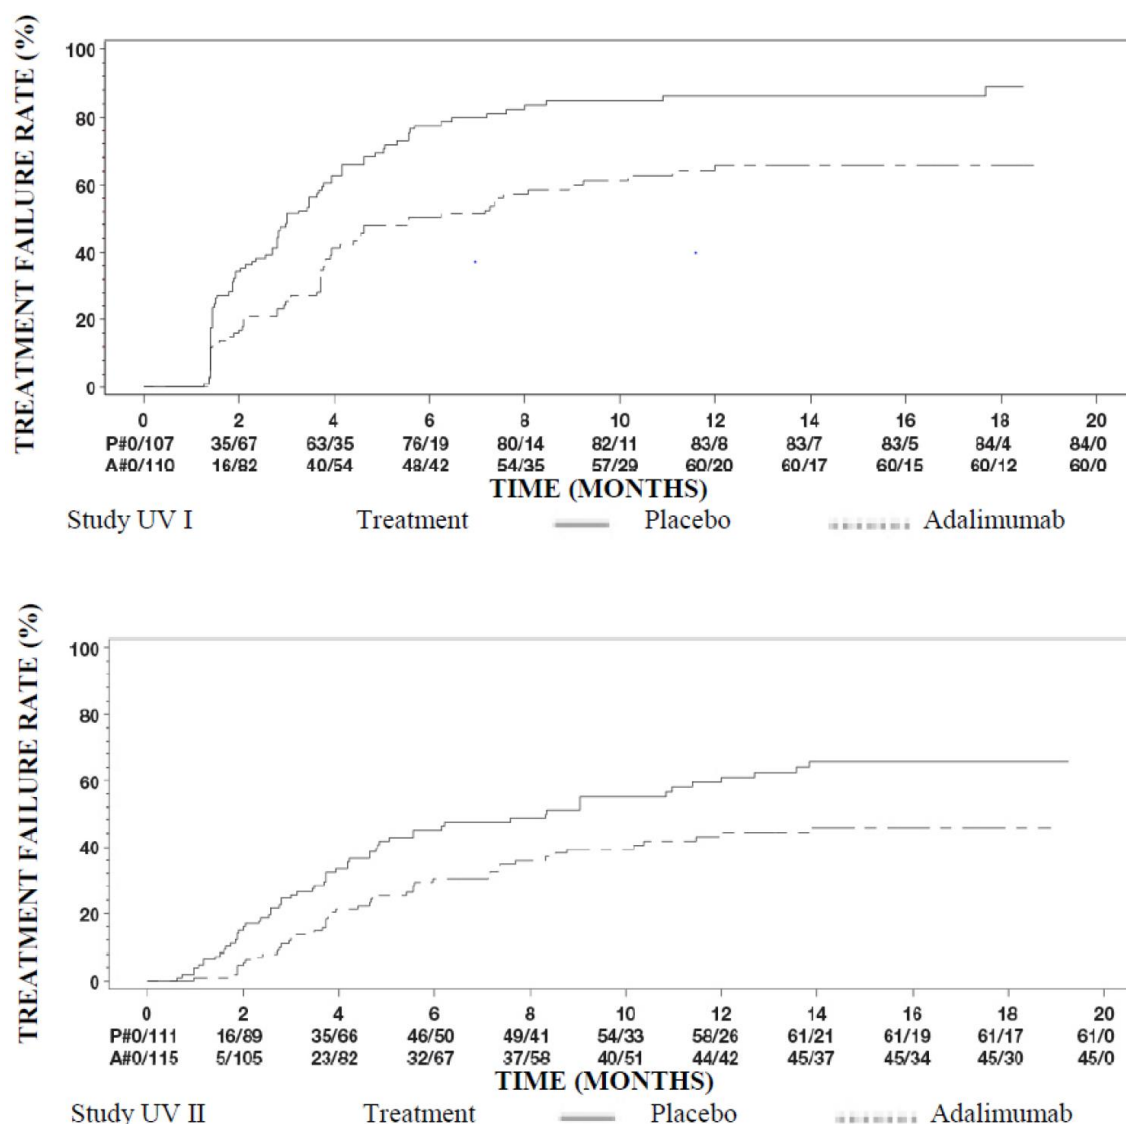 TREATMENT FAILURE RATE (%)
100
80
60
40
20
0
0 2 4 6 8 10 12 14 16 18 20
P#0/107 35/67 63/35 76/19 80/14 82/11 83/8 83/7 83/5 84/4 84/0
A#0/110 16/82 40/54 48/42 54/35 57/29 60/20 60/17 60/15 60/12 60/0
TIME (MONTHS)
Study UV I Treatment Placebo Adalimumab
TREATMENT FAILURE RATE (%)
100
80
60
40
20
0
0 2 4 6 8 10 12 14 16 18 20
P#0/111 16/89 35/66 46/50 49/41 54/33 58/26 61/21 61/19 61/17 61/0
A#0/115 5/105 23/82 32/67 37/58 40/51 44/42 45/37 45/34 45/30 45/0
TIME (MONTHS)
Study UV II Treatment Placebo Adalimumab